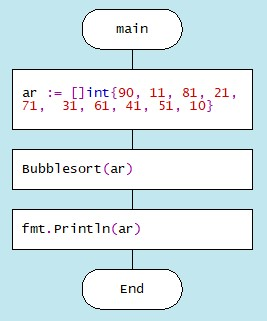 main
ar := []int{90, 11, 81, 21,
71,  31, 61, 41, 51, 10}
Bubblesort(ar)
fmt.Println(ar)
End